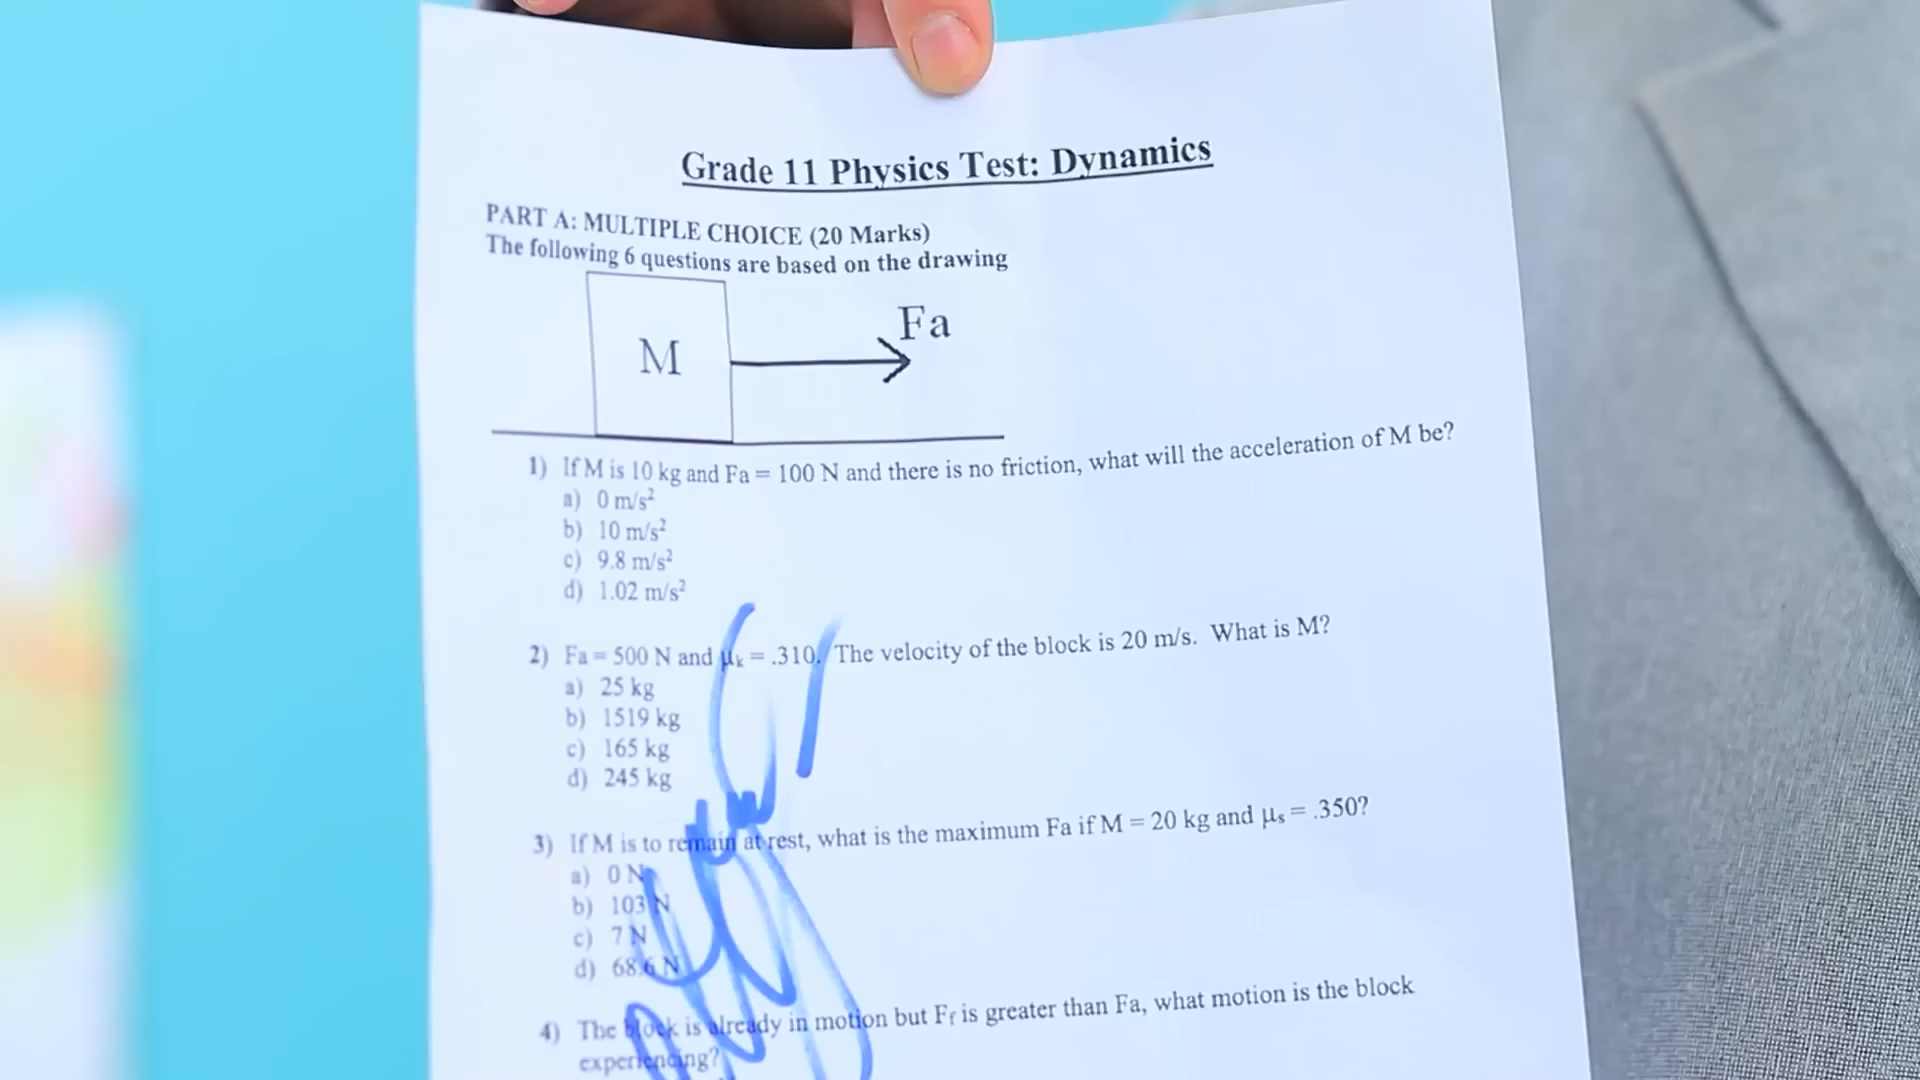 Grade 11 Physics Test: Dynamics
PART A: MULTIPLE CHOICE (20 Marks)
The following 6 questions are based on the drawing
M
Fa
1) If M is 10 kg and Fa = 100 N and there is no friction, what will the acceleration of M be?
a) 0 m/s²
b) 10 m/s²
c) 9.8 m/s²
d) 1.02 m/s²
2) Fa = 500 N and μₖ = .310. The velocity of the block is 20 m/s. What is M?
a) 25 kg
b) 1519 kg
c) 165 kg
d) 245 kg
3) If M is to remain at rest, what is the maximum Fa if M = 20 kg and μₛ = .350?
a) 0 N
b) 103 N
c) 7 N
d) 68.6 N
4) The block is already in motion but Ff is greater than Fa, what motion is the block
experiencing?